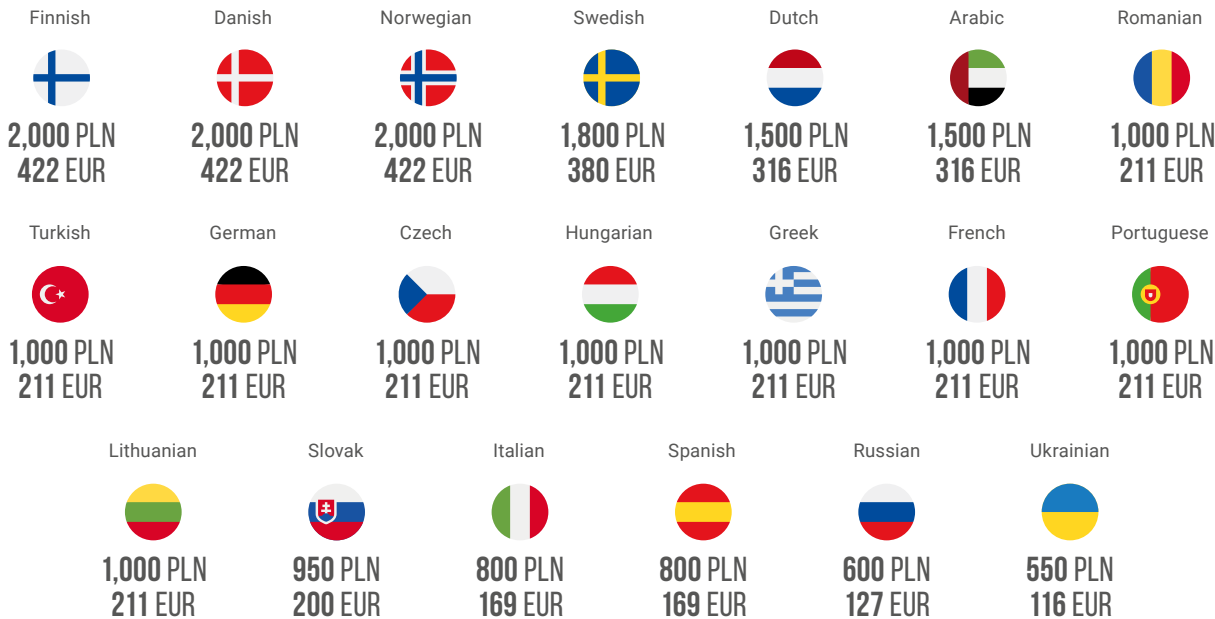 Finnish Danish Norwegian Swedish Dutch Arabic Romanian
2,000 PLN 2,000 PLN 2,000 PLN 1,800 PLN 1,500 PLN 1,500 PLN 1,000 PLN
422 EUR 422 EUR 422 EUR 380 EUR 316 EUR 316 EUR 211 EUR
Turkish German Czech Hungarian Greek French Portuguese
1,000 PLN 1,000 PLN 1,000 PLN 1,000 PLN 1,000 PLN 1,000 PLN 1,000 PLN
211 EUR 211 EUR 211 EUR 211 EUR 211 EUR 211 EUR 211 EUR
Lithuanian Slovak Italian Spanish Russian Ukrainian
1,000 PLN 950 PLN 800 PLN 800 PLN 600 PLN 550 PLN
211 EUR 200 EUR 169 EUR 169 EUR 127 EUR 116 EUR